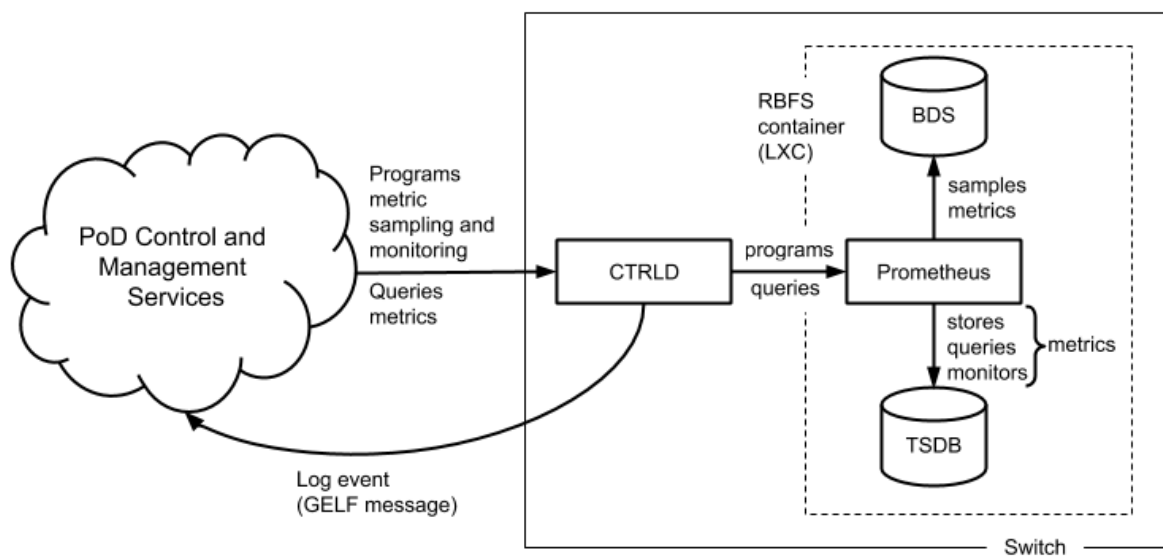 PoD Control and
Management
Services
Programs
metric
sampling and
monitoring
Queries
metrics
Log event
(GELF message)
CTRLD
programs
queries
RBFS
container
(LXC)
BDS
samples
metrics
Prometheus
stores
queries
monitors
metrics
TSDB
Switch